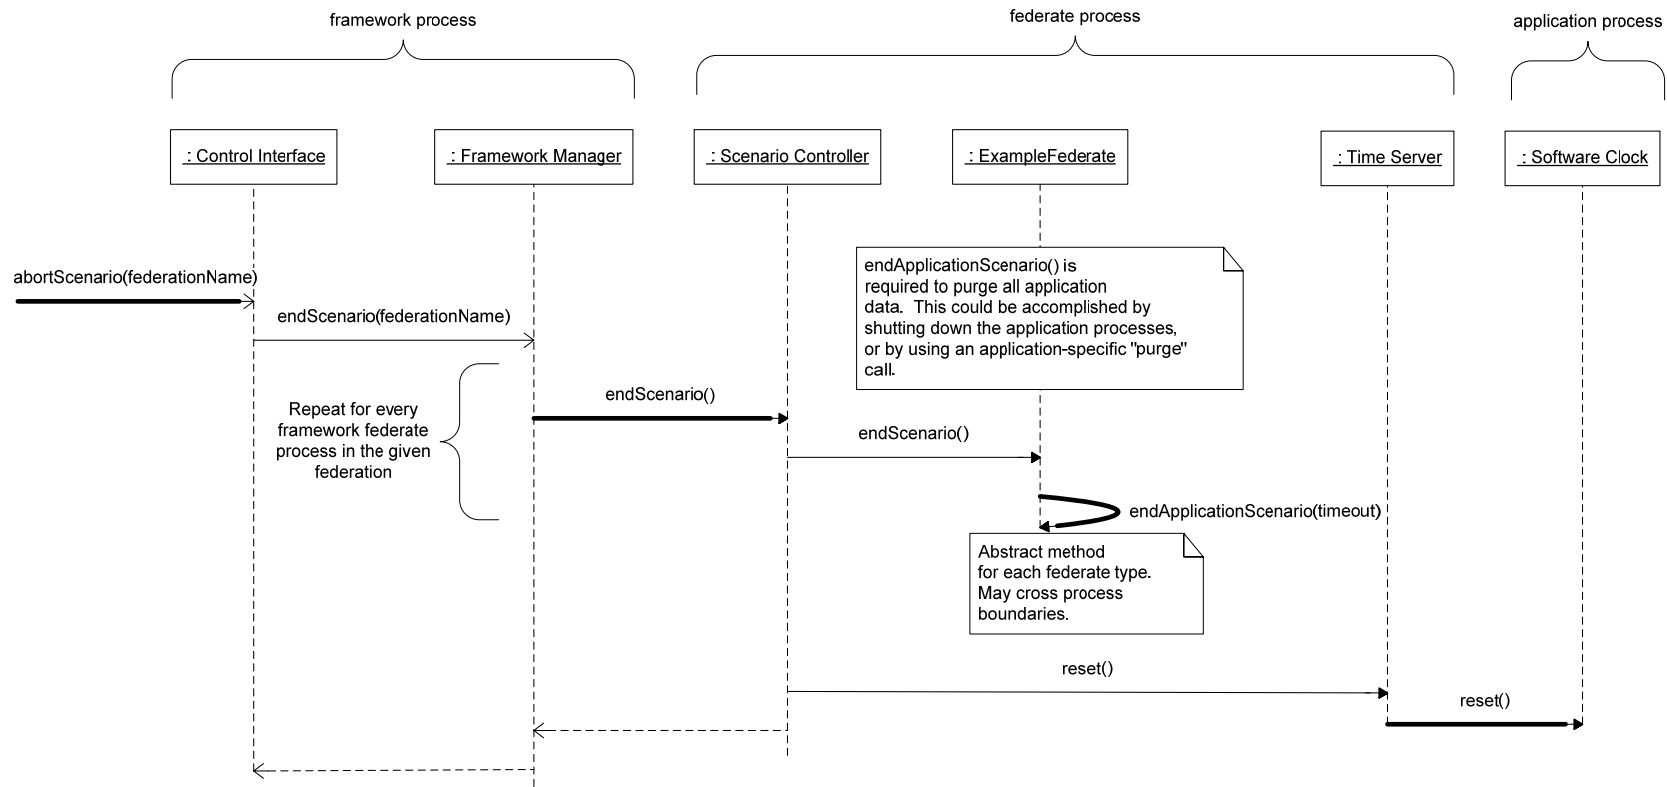 framework process
federate process
application process
: Control Interface
: Framework Manager
: Scenario Controller
: ExampleFederate
: Time Server
: Software Clock
abortScenario(federationName)
endScenario(federationName)
endApplicationScenario() is
required to purge all application
data.  This could be accomplished by
shutting down the application processes,
or by using an application-specific "purge"
call.
Repeat for every
framework federate
process in the given
federation
endScenario()
endScenario()
endApplicationScenario(timeout)
Abstract method
for each federate type.
May cross process
boundaries.
reset()
reset()